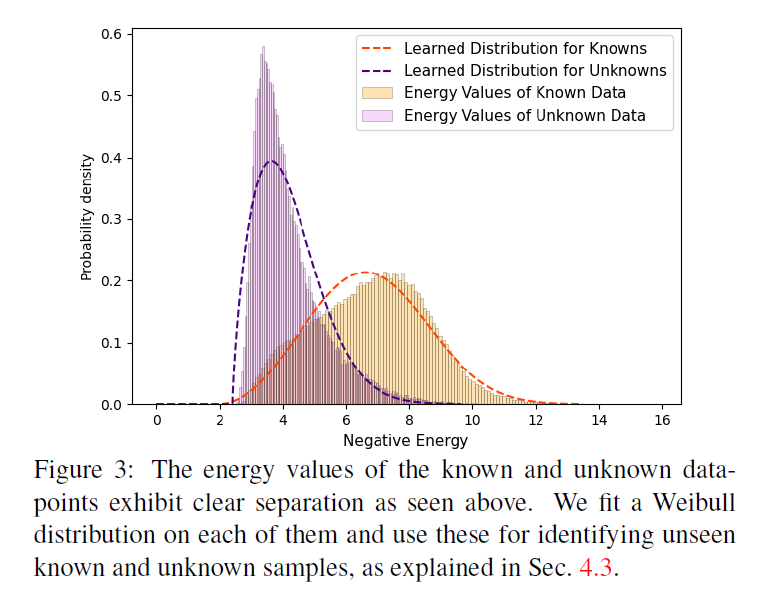 0.6
0.5
0.4
0.3
0.2
0.1
0.0
Probability density
Learned Distribution for Knowns
Learned Distribution for Unknowns
Energy Values of Known Data
Energy Values of Unknown Data
0 2 4 6 8 10 12 14 16
Negative Energy
Figure 3: The energy values of the known and unknown data-
points exhibit clear separation as seen above. We fit a Weibull
distribution on each of them and use these for identifying unseen
known and unknown samples, as explained in Sec. 4.3.